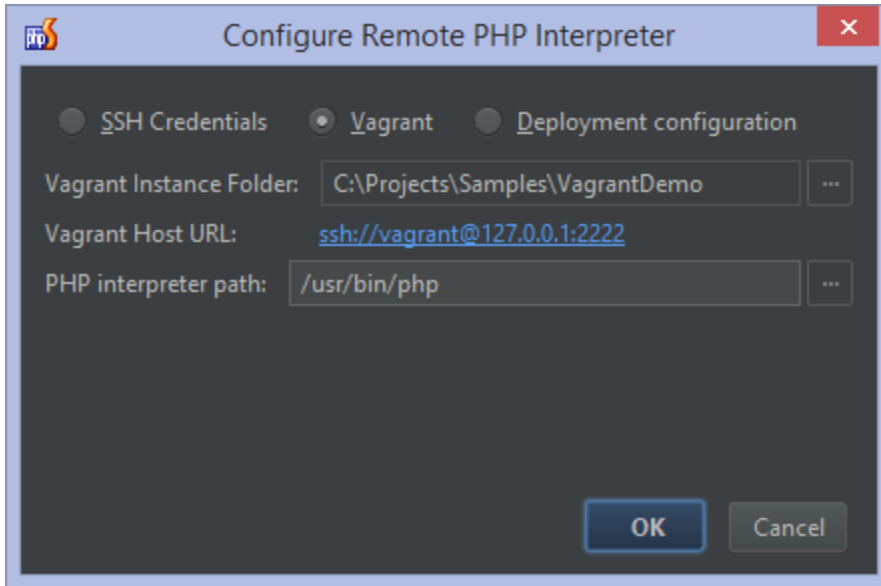 php
Configure Remote PHP Interpreter
SSH Credentials Vagrant Deployment configuration
Vagrant Instance Folder: C:\Projects\Samples\VagrantDemo ...
Vagrant Host URL: ssh://vagrant@127.0.0.1:2222
PHP interpreter path: /usr/bin/php ...
OK Cancel